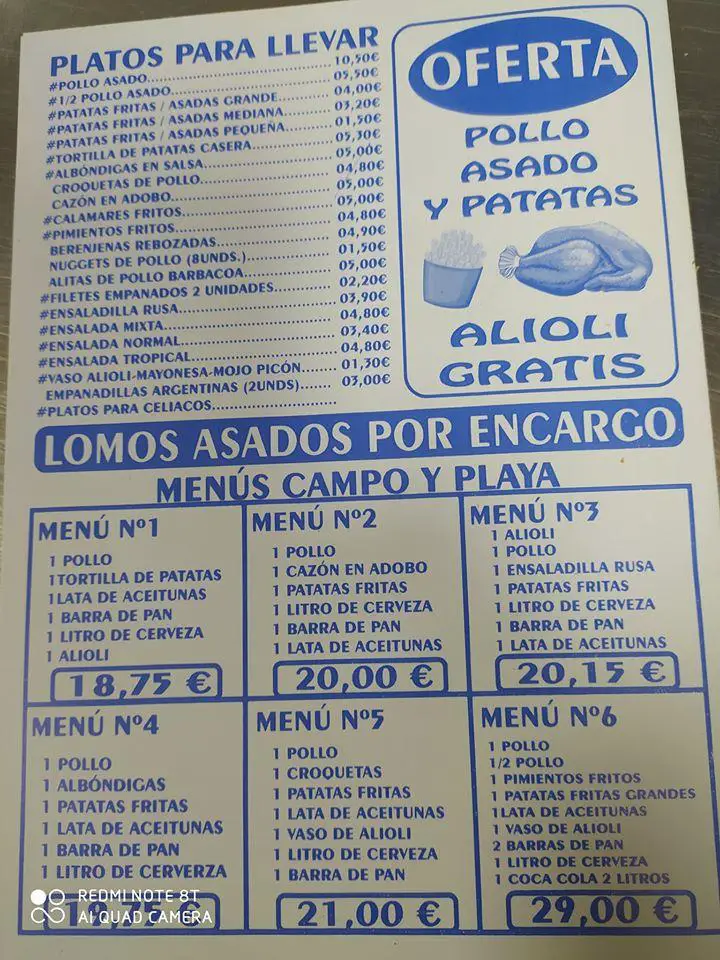 PLATOS PARA LLEVAR
#POLLO ASADO.......................... 10,50€
#1/2 POLLO ASADO.......................... 05,50€
#PATATAS FRITAS / ASADAS GRANDE.......... 04,00€
#PATATAS FRITAS / ASADAS MEDIANA......... 03,20€
#PATATAS FRITAS / ASADAS PEQUEÑA......... 01,50€
#TORTILLA DE PATATAS CASERA.............. 05,30€
#ALBÓNDIGAS EN SALSA..................... 05,00€
CROQUETAS DE POLLO....................... 04,80€
CAZÓN EN ADOBO........................... 05,00€
#CALAMARES FRITOS........................ 05,00€
#PIMIENTOS FRITOS........................ 04,80€
BERENJENAS REBOZADAS..................... 04,90€
NUGGETS DE POLLO (8UNDS.)................ 01,50€
ALITAS DE POLLO BARBACOA................. 05,00€
#FILETES EMPANADOS 2 UNIDADES............ 02,20€
#ENSALADILLA RUSA........................ 03,90€
#ENSALADA MIXTA.......................... 04,80€
#ENSALADA NORMAL......................... 03,40€
#ENSALADA TROPICAL....................... 04,80€
#VASO ALIOLI-MAYONESA-MOJO PICÓN......... 01,30€
EMPANADILLAS ARGENTINAS (2UNDS)...... 03,00€
#PLATOS PARA CELIACOS.....................
OFERTA
POLLO
ASADO
Y PATATAS
ALIOLI
GRATIS
LOMOS ASADOS POR ENCARGO
MENÚS CAMPO Y PLAYA
MENÚ Nº1
1 POLLO
1TORTILLA DE PATATAS
1LATA DE ACEITUNAS
1 BARRA DE PAN
1 LITRO DE CERVEZA
1 ALIOLI
18,75 €
MENÚ Nº2
1 POLLO
1 CAZÓN EN ADOBO
1 PATATAS FRITAS
1 LITRO DE CERVEZA
1 BARRA DE PAN
1 LATA DE ACEITUNAS
20,00 €
MENÚ Nº3
1 ALIOLI
1 POLLO
1 ENSALADILLA RUSA
1 PATATAS FRITAS
1 LITRO DE CERVEZA
1 BARRA DE PAN
1 LATA DE ACEITUNAS
20,15 €
MENÚ Nº4
1 POLLO
1 ALBÓNDIGAS
1 PATATAS FRITAS
1 LATA DE ACEITUNAS
1 BARRA DE PAN
1 LITRO DE CERVERZA
MENÚ Nº5
1 POLLO
1 CROQUETAS
1 PATATAS FRITAS
1 LATA DE ACEITUNAS
1 VASO DE ALIOLI
1 LITRO DE CERVEZA
1 BARRA DE PAN
21,00 €
MENÚ Nº6
1 POLLO
1/2 POLLO
1 PIMIENTOS FRITOS
1 PATATAS FRITAS GRANDES
1LATA DE ACEITUNAS
1 VASO DE ALIOLI
2 BARRAS DE PAN
1 LITRO DE CERVEZA
1 COCA COLA 2 LITROS
29,00 €
REDMI NOTE 8T
AI QUAD CAMERA